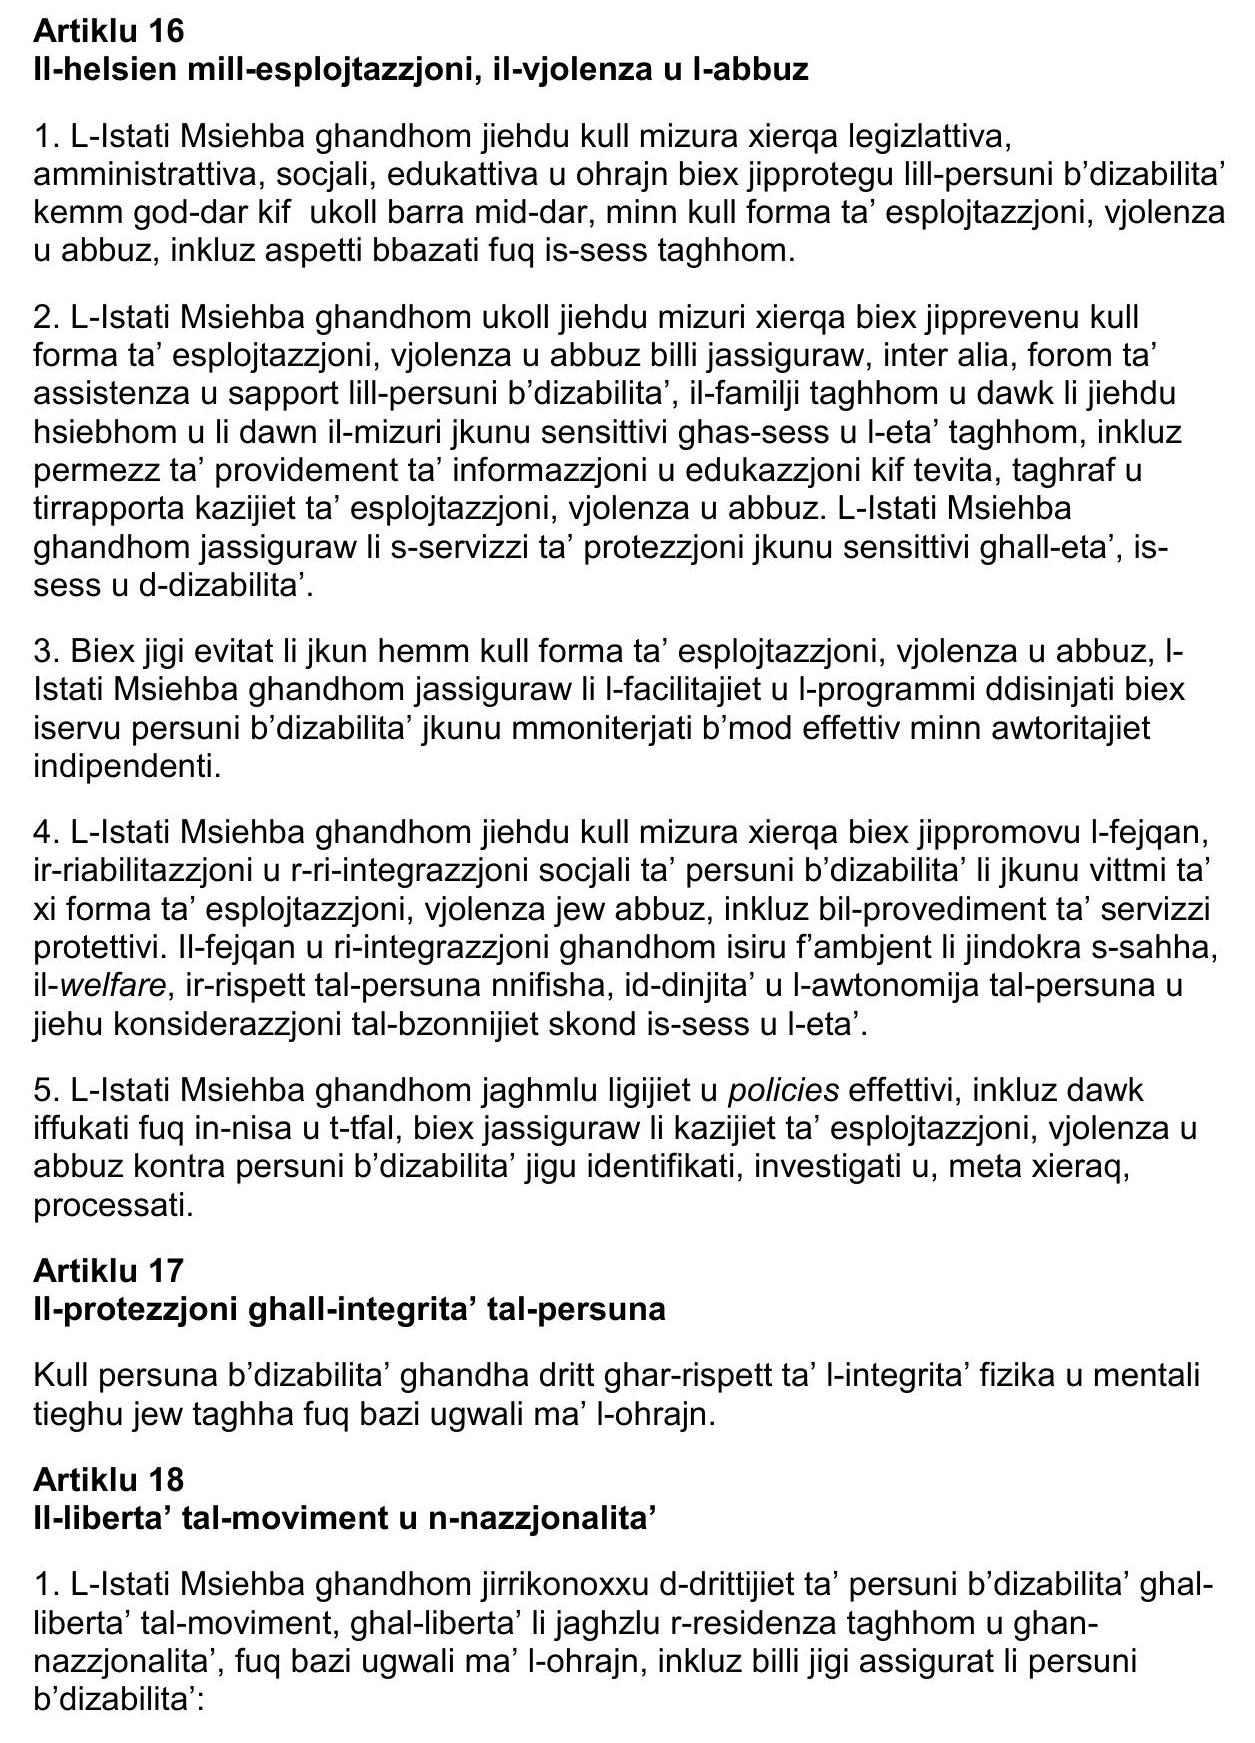 Artiklu 16
Il-helsien mill-esplojtazzjoni, il-vjolenza u l-abbuz
1. L-Istati Msiehba ghandhom jiehdu kull mizura xierqa legizlattiva,
amministrattiva, socjali, edukattiva u ohrajn biex jipprotegu lill-persuni b’dizabilita’
kemm god-dar kif  ukoll barra mid-dar, minn kull forma ta’ esplojtazzjoni, vjolenza
u abbuz, inkluz aspetti bbazati fuq is-sess taghhom.
2. L-Istati Msiehba ghandhom ukoll jiehdu mizuri xierqa biex jipprevenu kull
forma ta’ esplojtazzjoni, vjolenza u abbuz billi jassiguraw, inter alia, forom ta’
assistenza u sapport lill-persuni b’dizabilita’, il-familji taghhom u dawk li jiehdu
hsiebhom u li dawn il-mizuri jkunu sensittivi ghas-sess u l-eta’ taghhom, inkluz
permezz ta’ providement ta’ informazzjoni u edukazzjoni kif tevita, taghraf u
tirrapporta kazijiet ta’ esplojtazzjoni, vjolenza u abbuz. L-Istati Msiehba
ghandhom jassiguraw li s-servizzi ta’ protezzjoni jkunu sensittivi ghall-eta’, is-
sess u d-dizabilita’.
3. Biex jigi evitat li jkun hemm kull forma ta’ esplojtazzjoni, vjolenza u abbuz, l-
Istati Msiehba ghandhom jassiguraw li l-facilitajiet u l-programmi ddisinjati biex
iservu persuni b’dizabilita’ jkunu mmoniterjati b’mod effettiv minn awtoritajiet
indipendenti.
4. L-Istati Msiehba ghandhom jiehdu kull mizura xierqa biex jippromovu l-fejqan,
ir-riabilitazzjoni u r-ri-integrazzjoni socjali ta’ persuni b’dizabilita’ li jkunu vittmi ta’
xi forma ta’ esplojtazzjoni, vjolenza jew abbuz, inkluz bil-provediment ta’ servizzi
protettivi. Il-fejqan u ri-integrazzjoni ghandhom isiru f’ambjent li jindokra s-sahha,
il-welfare, ir-rispett tal-persuna nnifisha, id-dinjita’ u l-awtonomija tal-persuna u
jiehu konsiderazzjoni tal-bzonnijiet skond is-sess u l-eta’.
5. L-Istati Msiehba ghandhom jaghmlu ligijiet u policies effettivi, inkluz dawk
iffukati fuq in-nisa u t-tfal, biex jassiguraw li kazijiet ta’ esplojtazzjoni, vjolenza u
abbuz kontra persuni b’dizabilita’ jigu identifikati, investigati u, meta xieraq,
processati.
Artiklu 17
Il-protezzjoni ghall-integrita’ tal-persuna
Kull persuna b’dizabilita’ ghandha dritt ghar-rispett ta’ l-integrita’ fizika u mentali
tieghu jew taghha fuq bazi ugwali ma’ l-ohrajn.
Artiklu 18
Il-liberta’ tal-moviment u n-nazzjonalita’
1. L-Istati Msiehba ghandhom jirrikonoxxu d-drittijiet ta’ persuni b’dizabilita’ ghal-
liberta’ tal-moviment, ghal-liberta’ li jaghzlu r-residenza taghhom u ghan-
nazzjonalita’, fuq bazi ugwali ma’ l-ohrajn, inkluz billi jigi assigurat li persuni
b’dizabilita’: